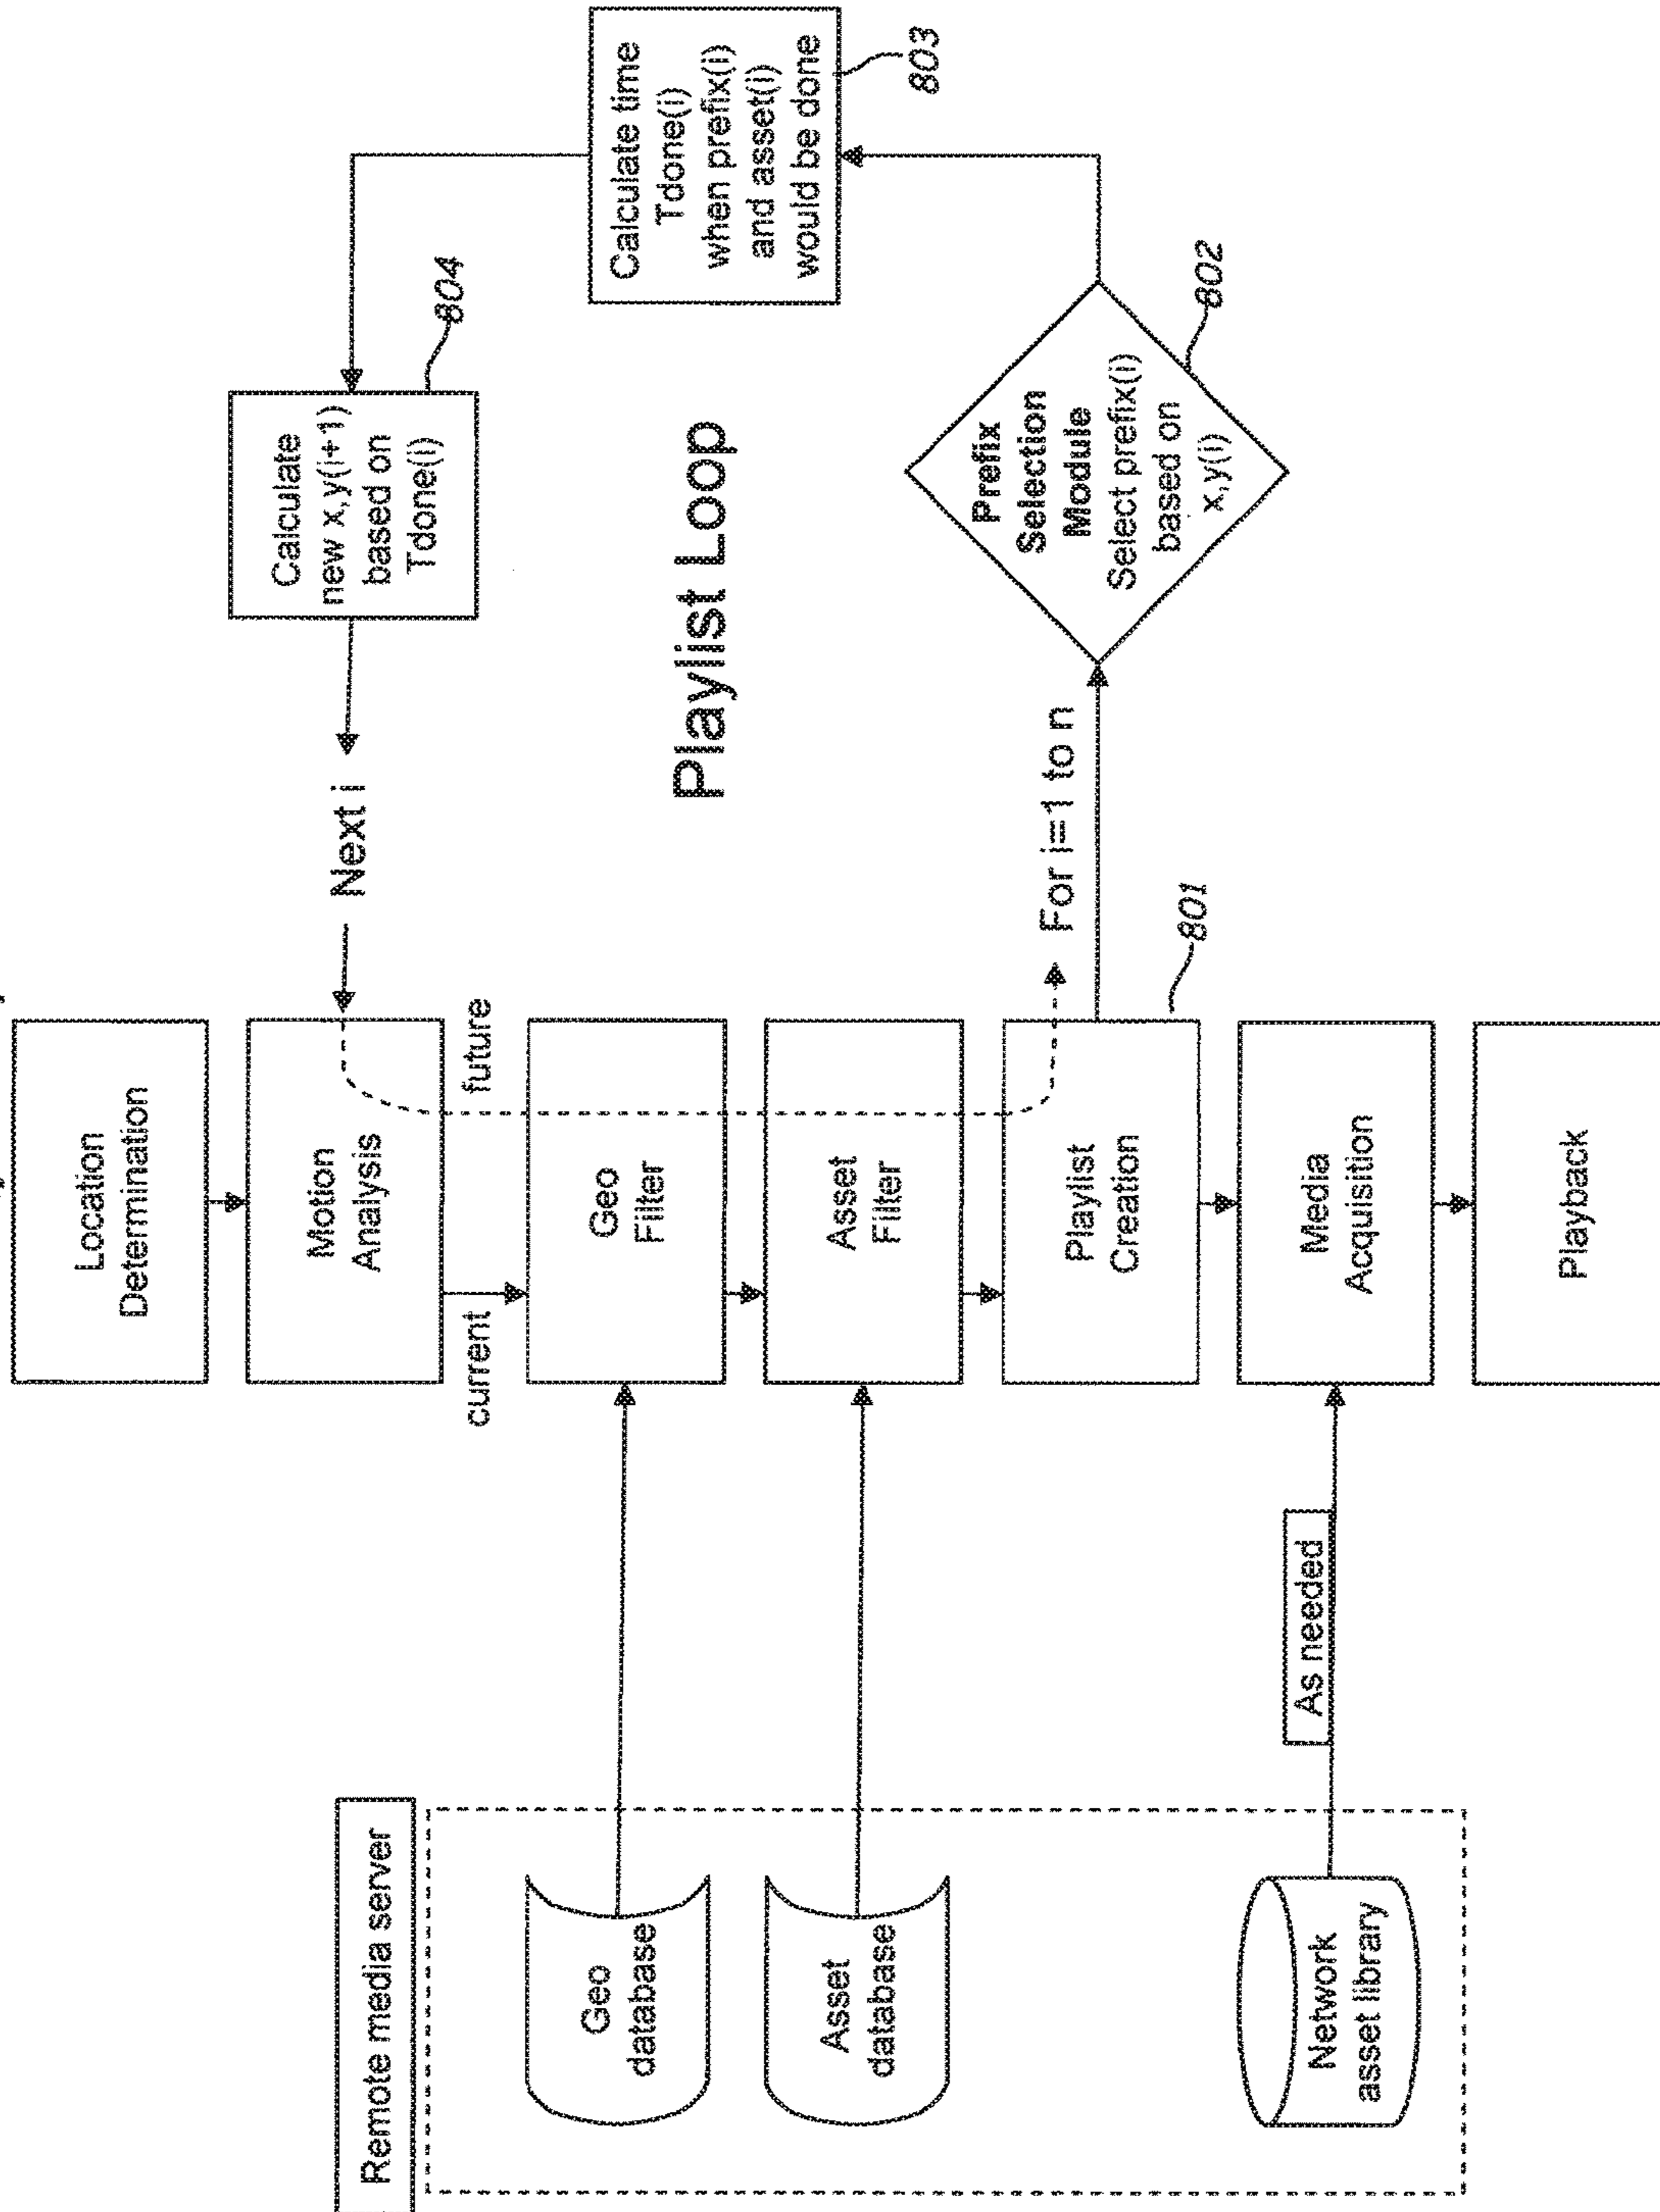 Location
Determination
Motion
Analysis
current
future
Geo
Filter
Asset
Filter
Playlist
Creation
801
Media
Acquisition
Playback
Remote media server
Geo
database
Asset
database
Network
asset library
As needed
For i=1 to n
Prefix
Selection
Module
Select prefix(i)
based on
x,y(i)
802
Calculate time
Tdone(i)
when prefix(i)
and asset(i)
would be done
803
Calculate
new x,y(i+1)
based on
Tdone(i)
804
Next i
Playlist Loop